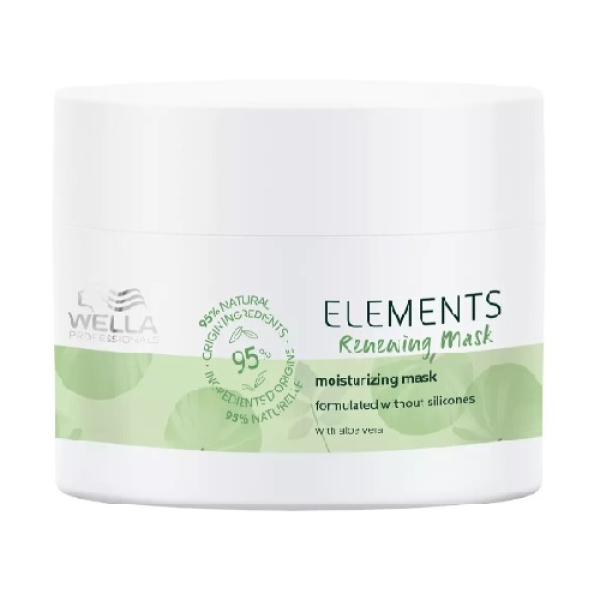 WELLA
PROFESSIONALS
95% NATURAL
ORIGIN INGREDIENTS
95%
INGREDIENTED ORIGINE
95% NATURELLE
ELEMENTS
Renewing Mask
moisturizing mask
formulated without silicones
with aloe vera